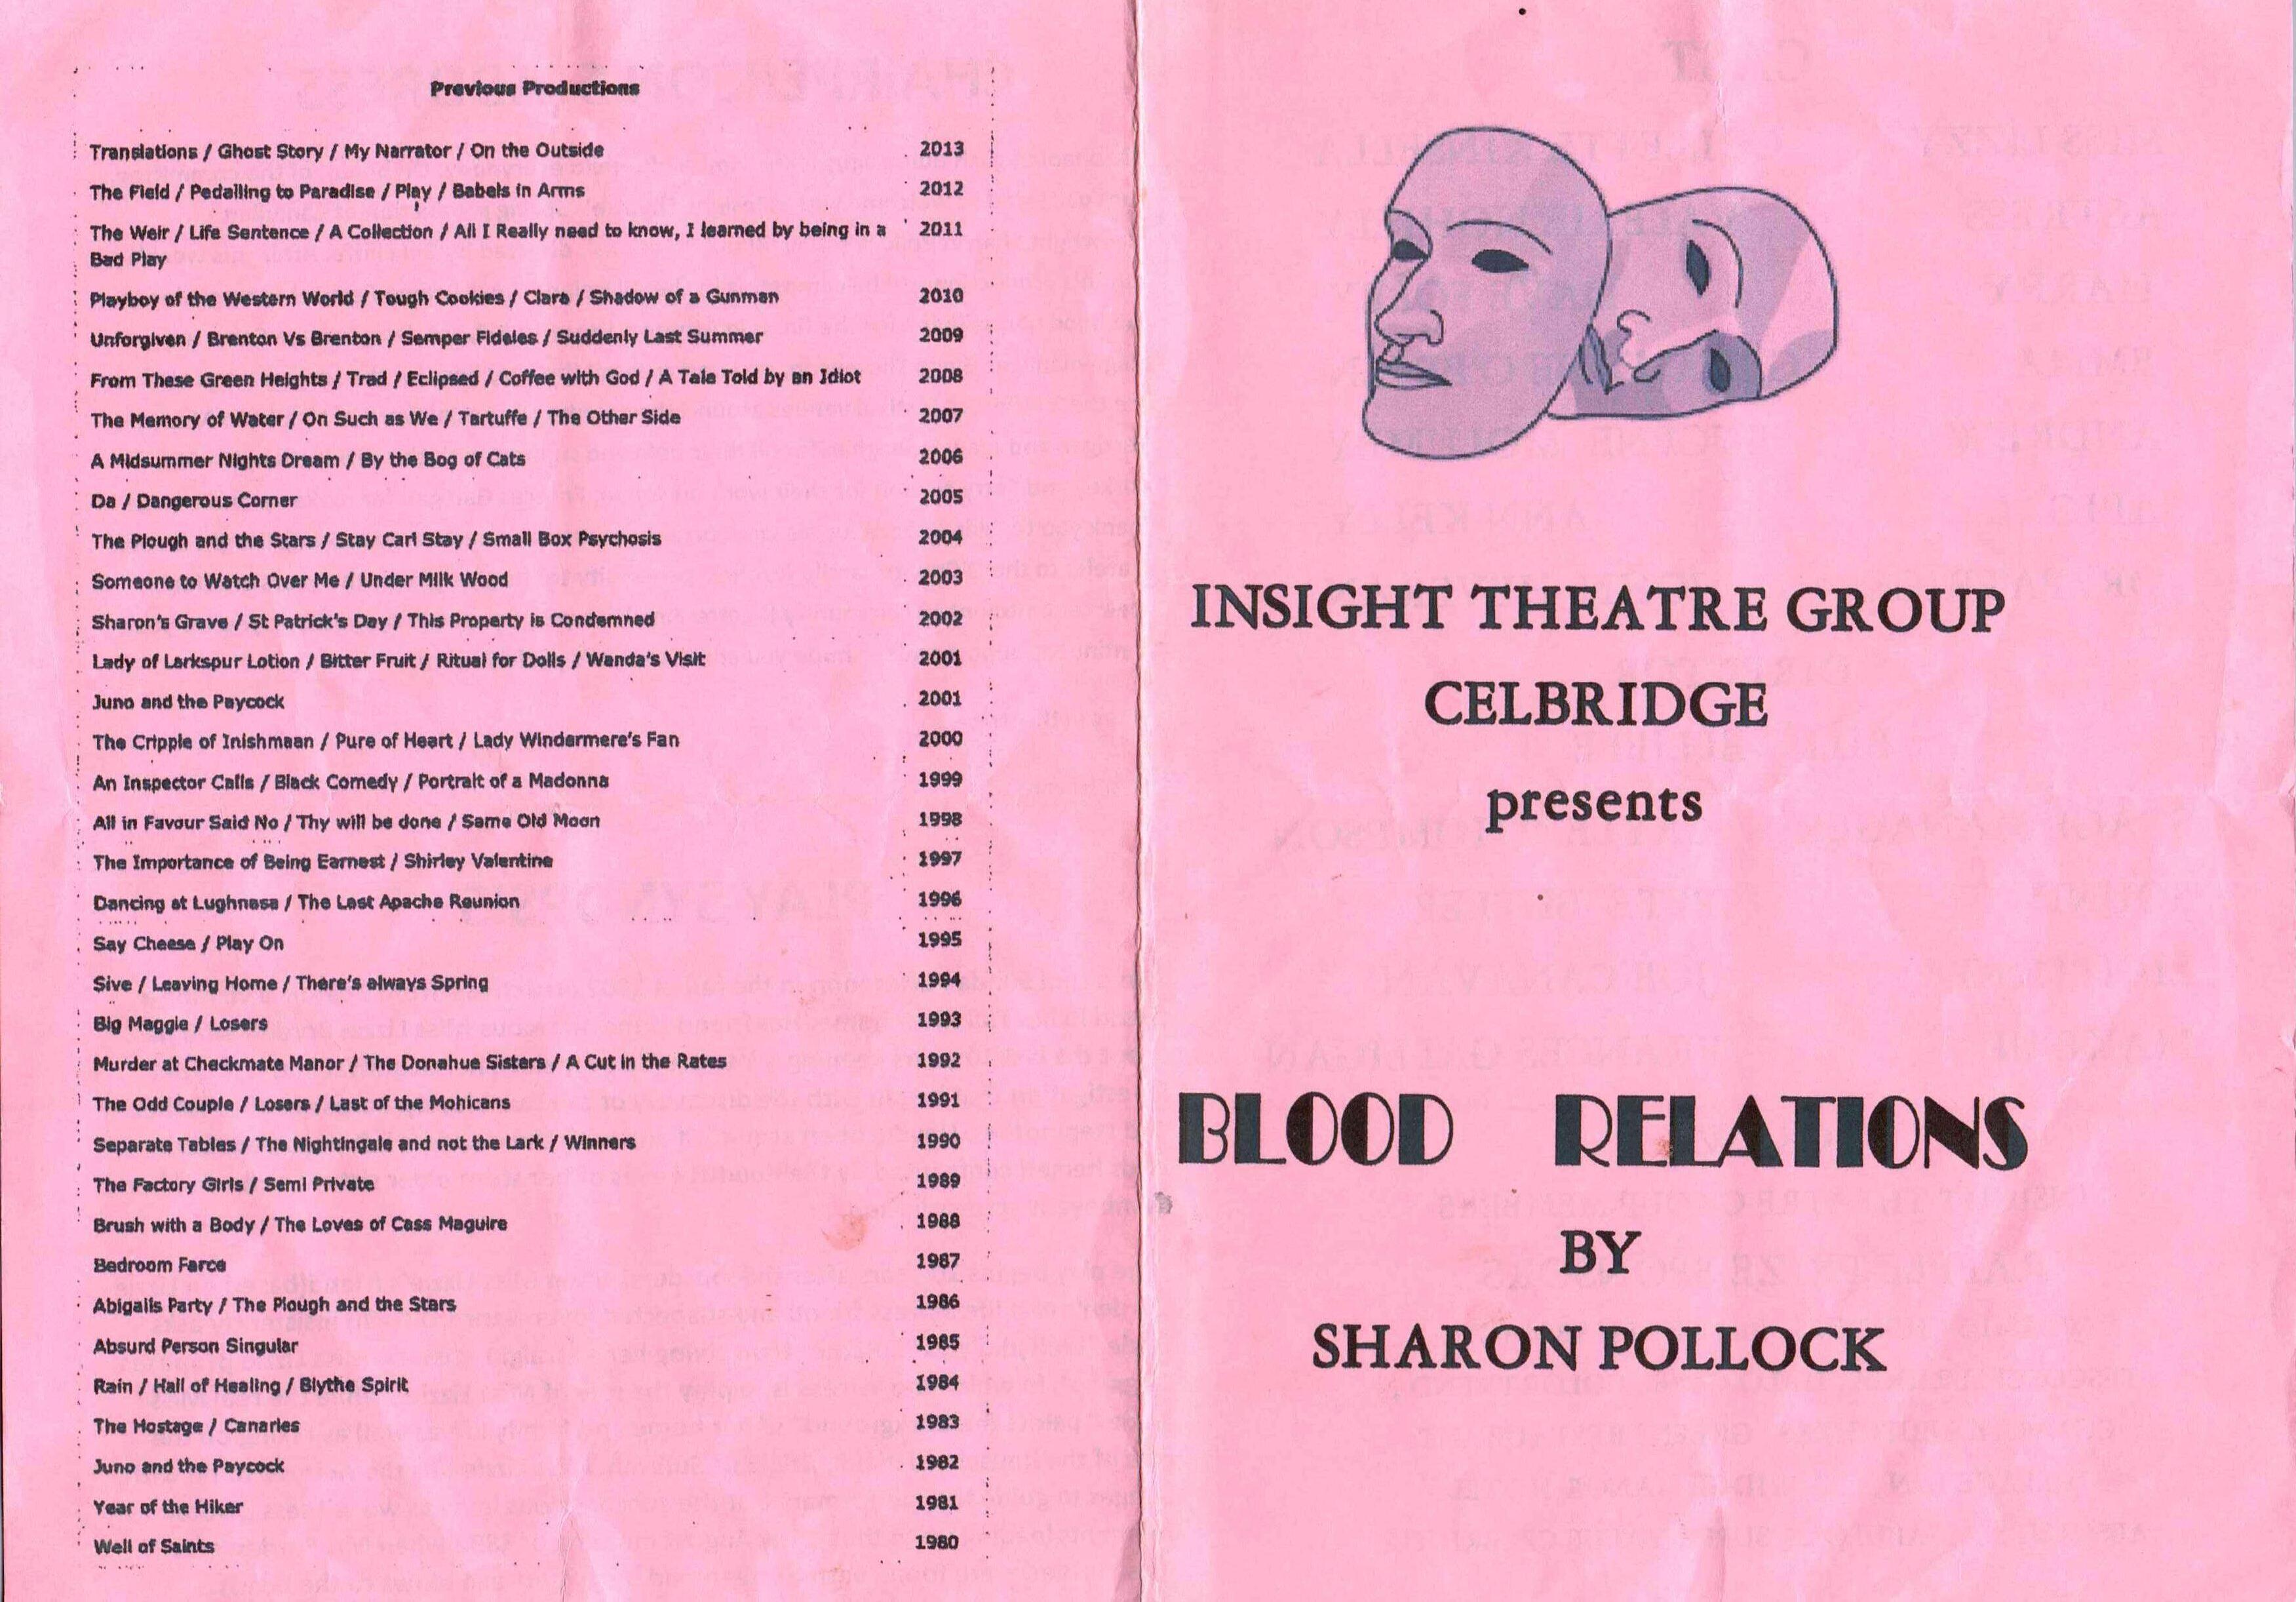 Previous Productions
Translations / Ghost Story / My Narrator / On the Outside 2013
The Field / Pedalling to Paradise / Play / Babels in Arms 2012
The Weir / Life Sentence / A Collection / All I Really need to know, I learned by being in a 2011
Bad Play
Playboy of the Western World / Tough Cookies / Clara / Shadow of a Gunman 2010
Unforgiven / Brenton Vs Brenton / Semper Fideles / Suddenly Last Summer 2009
From These Green Heights / Trad / Eclipsed / Coffee with God / A Tale Told by an Idiot 2008
The Memory of Water / On Such as We / Tartuffe / The Other Side 2007
A Midsummer Nights Dream / By the Bog of Cats 2006
Da / Dangerous Corner 2005
The Plough and the Stars / Stay Carl Stay / Small Box Psychosis 2004
Someone to Watch Over Me / Under Milk Wood 2003
Sharon's Grave / St Patrick's Day / This Property is Condemned 2002
Lady of Larkspur Lotion / Bitter Fruit / Ritual for Dolls / Wanda's Visit 2001
Juno and the Paycock 2001
The Cripple of Inishmaan / Pure of Heart / Lady Windermere's Fan 2000
An Inspector Calls / Black Comedy / Portrait of a Madonna 1999
All in Favour Said No / Thy will be done / Same Old Moon 1998
The Importance of Being Earnest / Shirley Valentine 1997
Dancing at Lughnasa / The Last Apache Reunion 1996
Say Cheese / Play On 1995
Sive / Leaving Home / There's always Spring 1994
Big Maggie / Losers 1993
Murder at Checkmate Manor / The Donahue Sisters / A Cut in the Rates 1992
The Odd Couple / Losers / Last of the Mohicans 1991
Separate Tables / The Nightingale and not the Lark / Winners 1990
The Factory Girls / Semi Private 1989
Brush with a Body / The Loves of Cass Maguire 1988
Bedroom Farce 1987
Abigails Party / The Plough and the Stars 1986
Absurd Person Singular 1985
Rain / Hall of Healing / Blythe Spirit 1984
The Hostage / Canaries 1983
Juno and the Paycock 1982
Year of the Hiker 1981
Well of Saints 1980
INSIGHT THEATRE GROUP
CELBRIDGE
presents
BLOOD RELATIONS
BY
SHARON POLLOCK